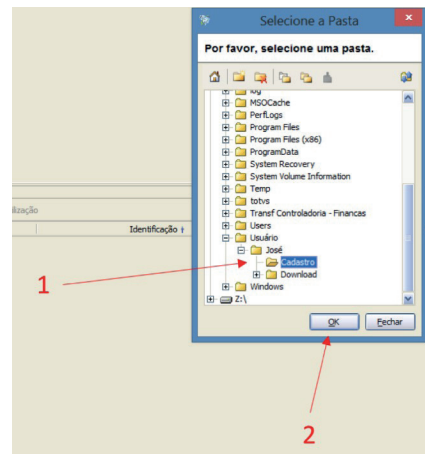 Selecione a Pasta
Por favor, selecione uma pasta.
log
MSOCache
PerfLogs
Program Files
Program Files (x86)
ProgramData
System Recovery
System Volume Information
Temp
totvs
Transf Controladoria - Financas
Users
Usuário
José
Cadastro
Download
Windows
Z:\
OK
Fechar
Identificação
1
2